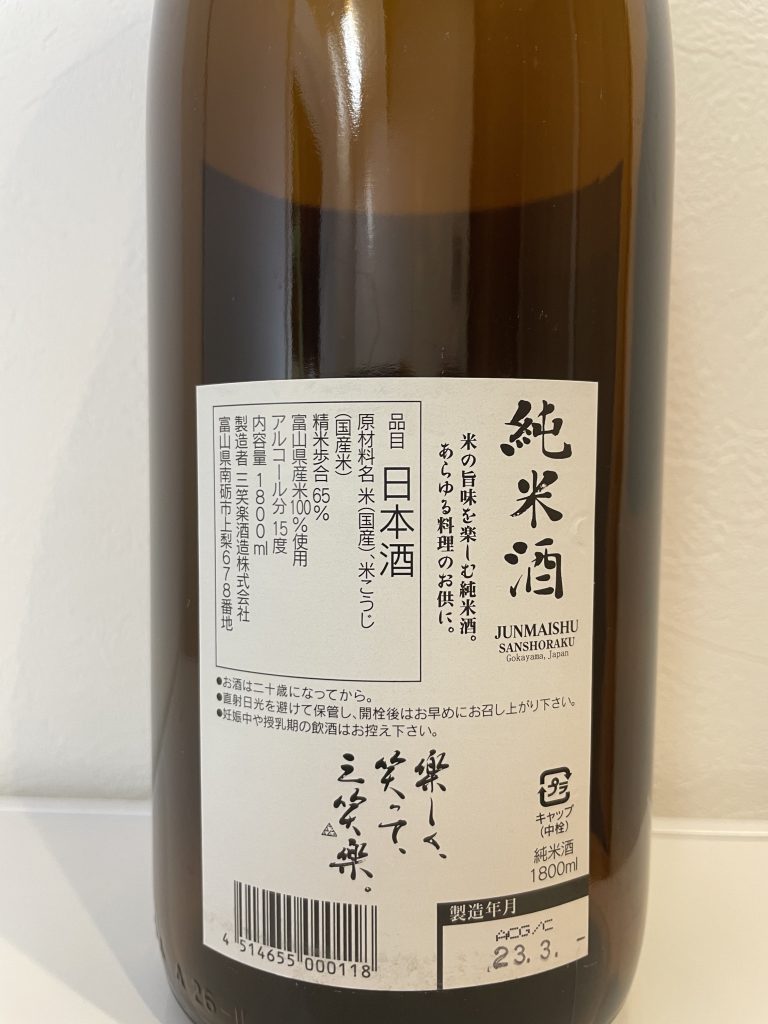 純米酒
JUNMAISHU
SANSHORAKU
Gokayama, Japan
米の旨味を楽しむ純米酒。
あらゆる料理のお供に。
品目 日本酒
原材料名 米(国産)、米こうじ
(国産米)
精米歩合 65%
富山県産米100%使用
アルコール分 15度
内容量 1800ml
製造者 三笑楽酒造株式会社
富山県南砺市上梨678番地
●お酒は二十歳になってから。
●直射日光を避けて保管し、開栓後はお早めにお召し上がり下さい。
●妊娠中や授乳期の飲酒はお控え下さい。
楽しく、
笑って、
三笑楽。
プラ
キャップ
(中栓)
純米酒
1800ml
製造年月
ACG/C
23.3.-
4 514655 000118